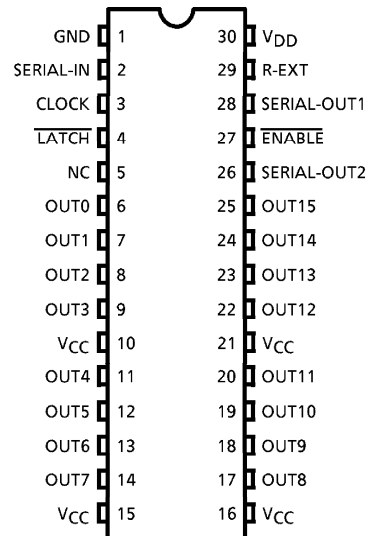 GND 1 30 VDD
SERIAL-IN 2 29 R-EXT
CLOCK 3 28 SERIAL-OUT1
LATCH 4 27 ENABLE
NC 5 26 SERIAL-OUT2
OUT0 6 25 OUT15
OUT1 7 24 OUT14
OUT2 8 23 OUT13
OUT3 9 22 OUT12
VCC 10 21 VCC
OUT4 11 20 OUT11
OUT5 12 19 OUT10
OUT6 13 18 OUT9
OUT7 14 17 OUT8
VCC 15 16 VCC